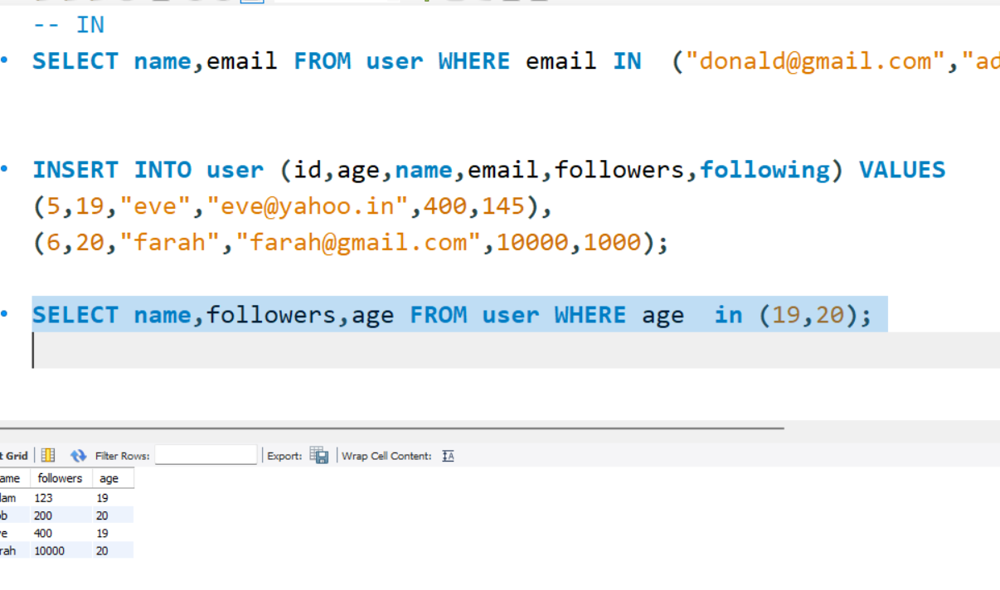 -- IN
SELECT name,email FROM user WHERE email IN  ("donald@gmail.com","ad
INSERT INTO user (id,age,name,email,followers,following) VALUES
(5,19,"eve","eve@yahoo.in",400,145),
(6,20,"farah","farah@gmail.com",10000,1000);
SELECT name,followers,age FROM user WHERE age  in (19,20);
t Grid Filter Rows: Export: Wrap Cell Content: IA
ame followers age
lam 123 19
ob 200 20
ve 400 19
rah 10000 20